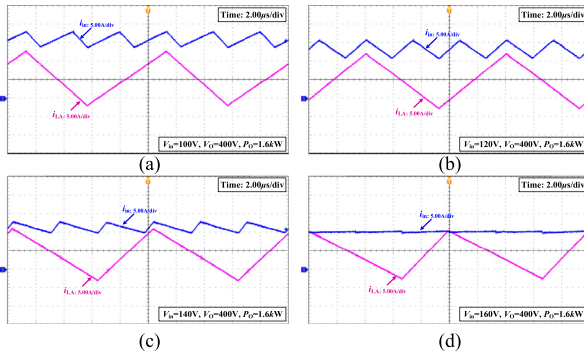 Time: 2.00μs/div
iin: 5.00A/div
iLA: 5.00A/div
Vin=100V, VO=400V, PO=1.6kW
(a)
Time: 2.00μs/div
iin: 5.00A/div
iLA: 5.00A/div
Vin=120V, VO=400V, PO=1.6kW
(b)
Time: 2.00μs/div
iin: 5.00A/div
iLA: 5.00A/div
Vin=140V, VO=400V, PO=1.6kW
(c)
Time: 2.00μs/div
iin: 5.00A/div
iLA: 5.00A/div
Vin=160V, VO=400V, PO=1.6kW
(d)